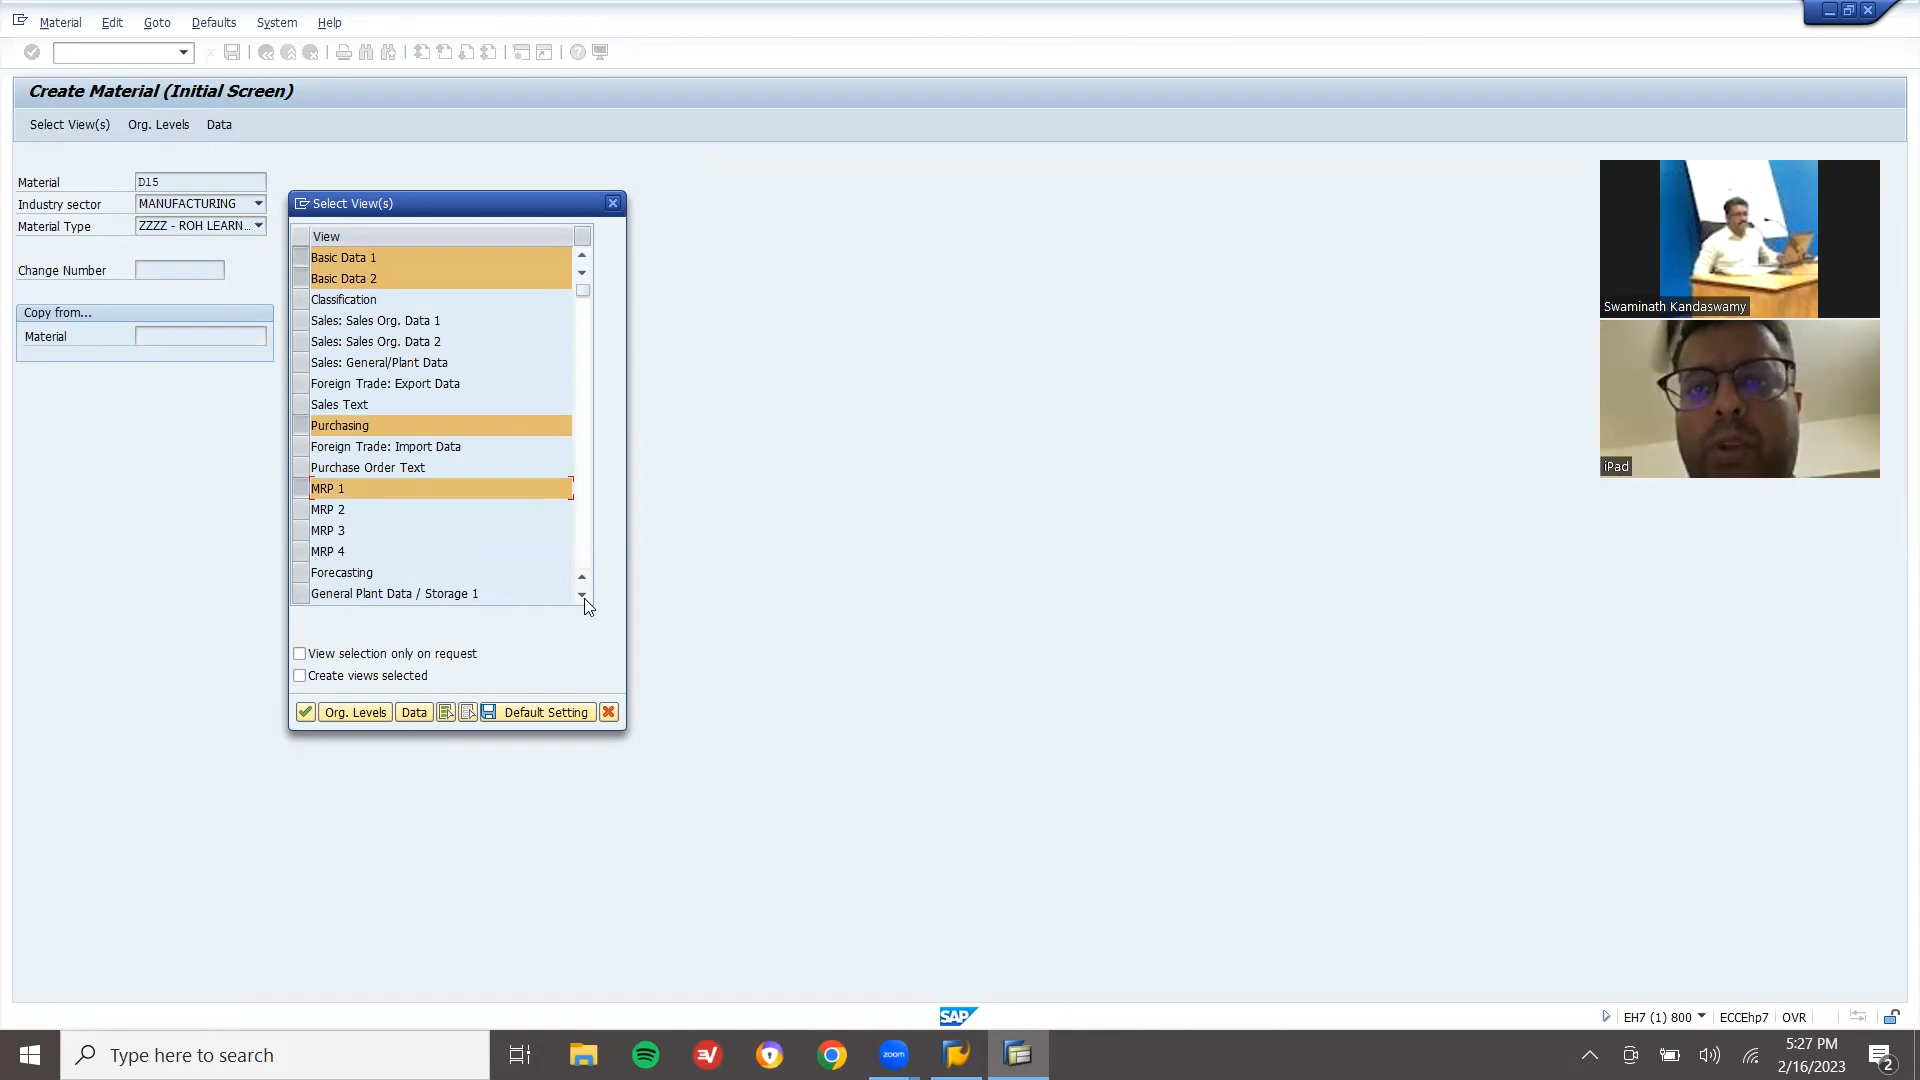 Material Edit Goto Defaults System Help
Create Material (Initial Screen)
Select View(s) Org. Levels Data
Material D15
Industry sector MANUFACTURING
Material Type ZZZZ - ROH LEARN...
Change Number
Copy from...
Material
Select View(s)
View
Basic Data 1
Basic Data 2
Classification
Sales: Sales Org. Data 1
Sales: Sales Org. Data 2
Sales: General/Plant Data
Foreign Trade: Export Data
Sales Text
Purchasing
Foreign Trade: Import Data
Purchase Order Text
MRP 1
MRP 2
MRP 3
MRP 4
Forecasting
General Plant Data / Storage 1
View selection only on request
Create views selected
Org. Levels Data Default Setting
Swaminath Kandaswamy
iPad
SAP
EH7 (1) 800 ECCEhp7 OVR
Type here to search
zoom
5:27 PM
2/16/2023
2